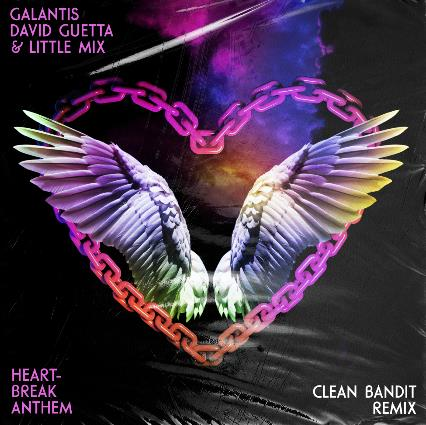 GALANTIS
DAVID GUETTA
& LITTLE MIX
HEART-
BREAK
ANTHEM
CLEAN BANDIT
REMIX